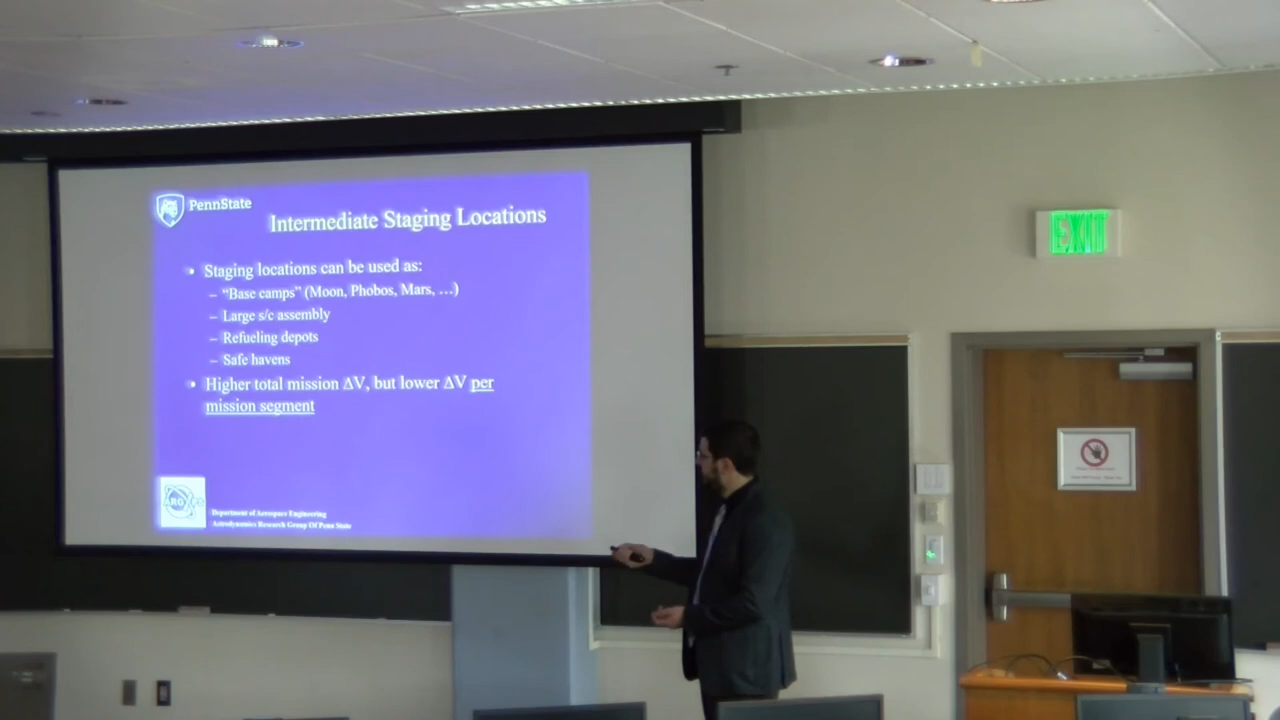 PennState
Intermediate Staging Locations
• Staging locations can be used as:
– “Base camps” (Moon, Phobos, Mars, …)
– Large s/c assembly
– Refueling depots
– Safe havens
• Higher total mission ΔV, but lower ΔV per
mission segment
Department of Aerospace Engineering
Astrodynamics Research Group Of Penn State
EXIT